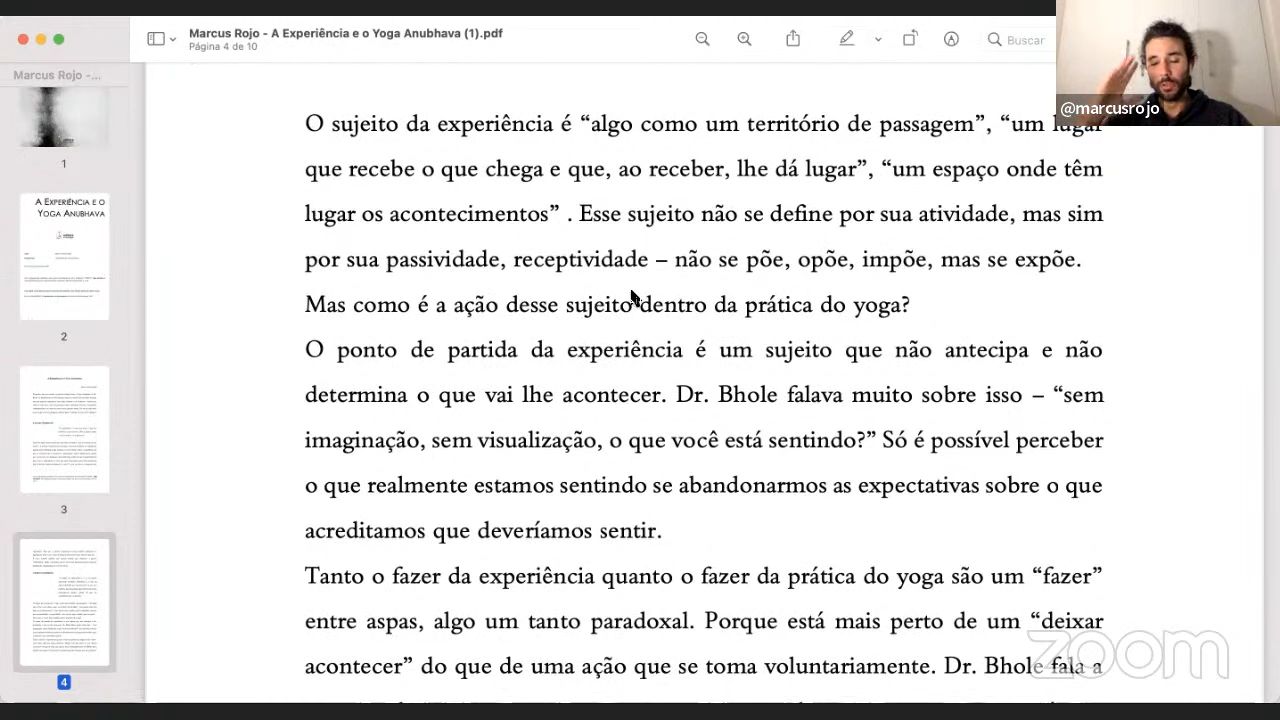 Marcus Rojo - A Experiência e o Yoga Anubhava (1).pdf
Página 4 de 10
Buscar
@marcusrojo
Marcus Rojo -...
1
A EXPERIÊNCIA E O
YOGA ANUBHAVA
2
3
4
O sujeito da experiência é “algo como um território de passagem”, “um lugar
que recebe o que chega e que, ao receber, lhe dá lugar”, “um espaço onde têm
lugar os acontecimentos” . Esse sujeito não se define por sua atividade, mas sim
por sua passividade, receptividade – não se põe, opõe, impõe, mas se expõe.
Mas como é a ação desse sujeito dentro da prática do yoga?
O ponto de partida da experiência é um sujeito que não antecipa e não
determina o que vai lhe acontecer. Dr. Bhole falava muito sobre isso – “sem
imaginação, sem visualização, o que você está sentindo?” Só é possível perceber
o que realmente estamos sentindo se abandonarmos as expectativas sobre o que
acreditamos que deveríamos sentir.
Tanto o fazer da experiência quanto o fazer da prática do yoga são um “fazer”
entre aspas, algo um tanto paradoxal. Porque está mais perto de um “deixar
acontecer” do que de uma ação que se toma voluntariamente. Dr. Bhole fala a
zoom